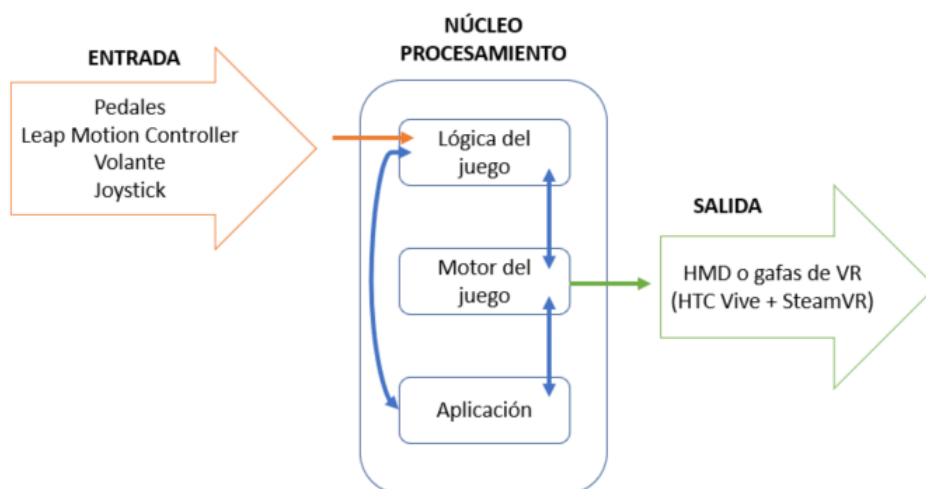 NÚCLEO
PROCESAMIENTO
ENTRADA
Pedales
Leap Motion Controller
Volante
Joystick
Lógica del
juego
Motor del
juego
Aplicación
SALIDA
HMD o gafas de VR
(HTC Vive + SteamVR)